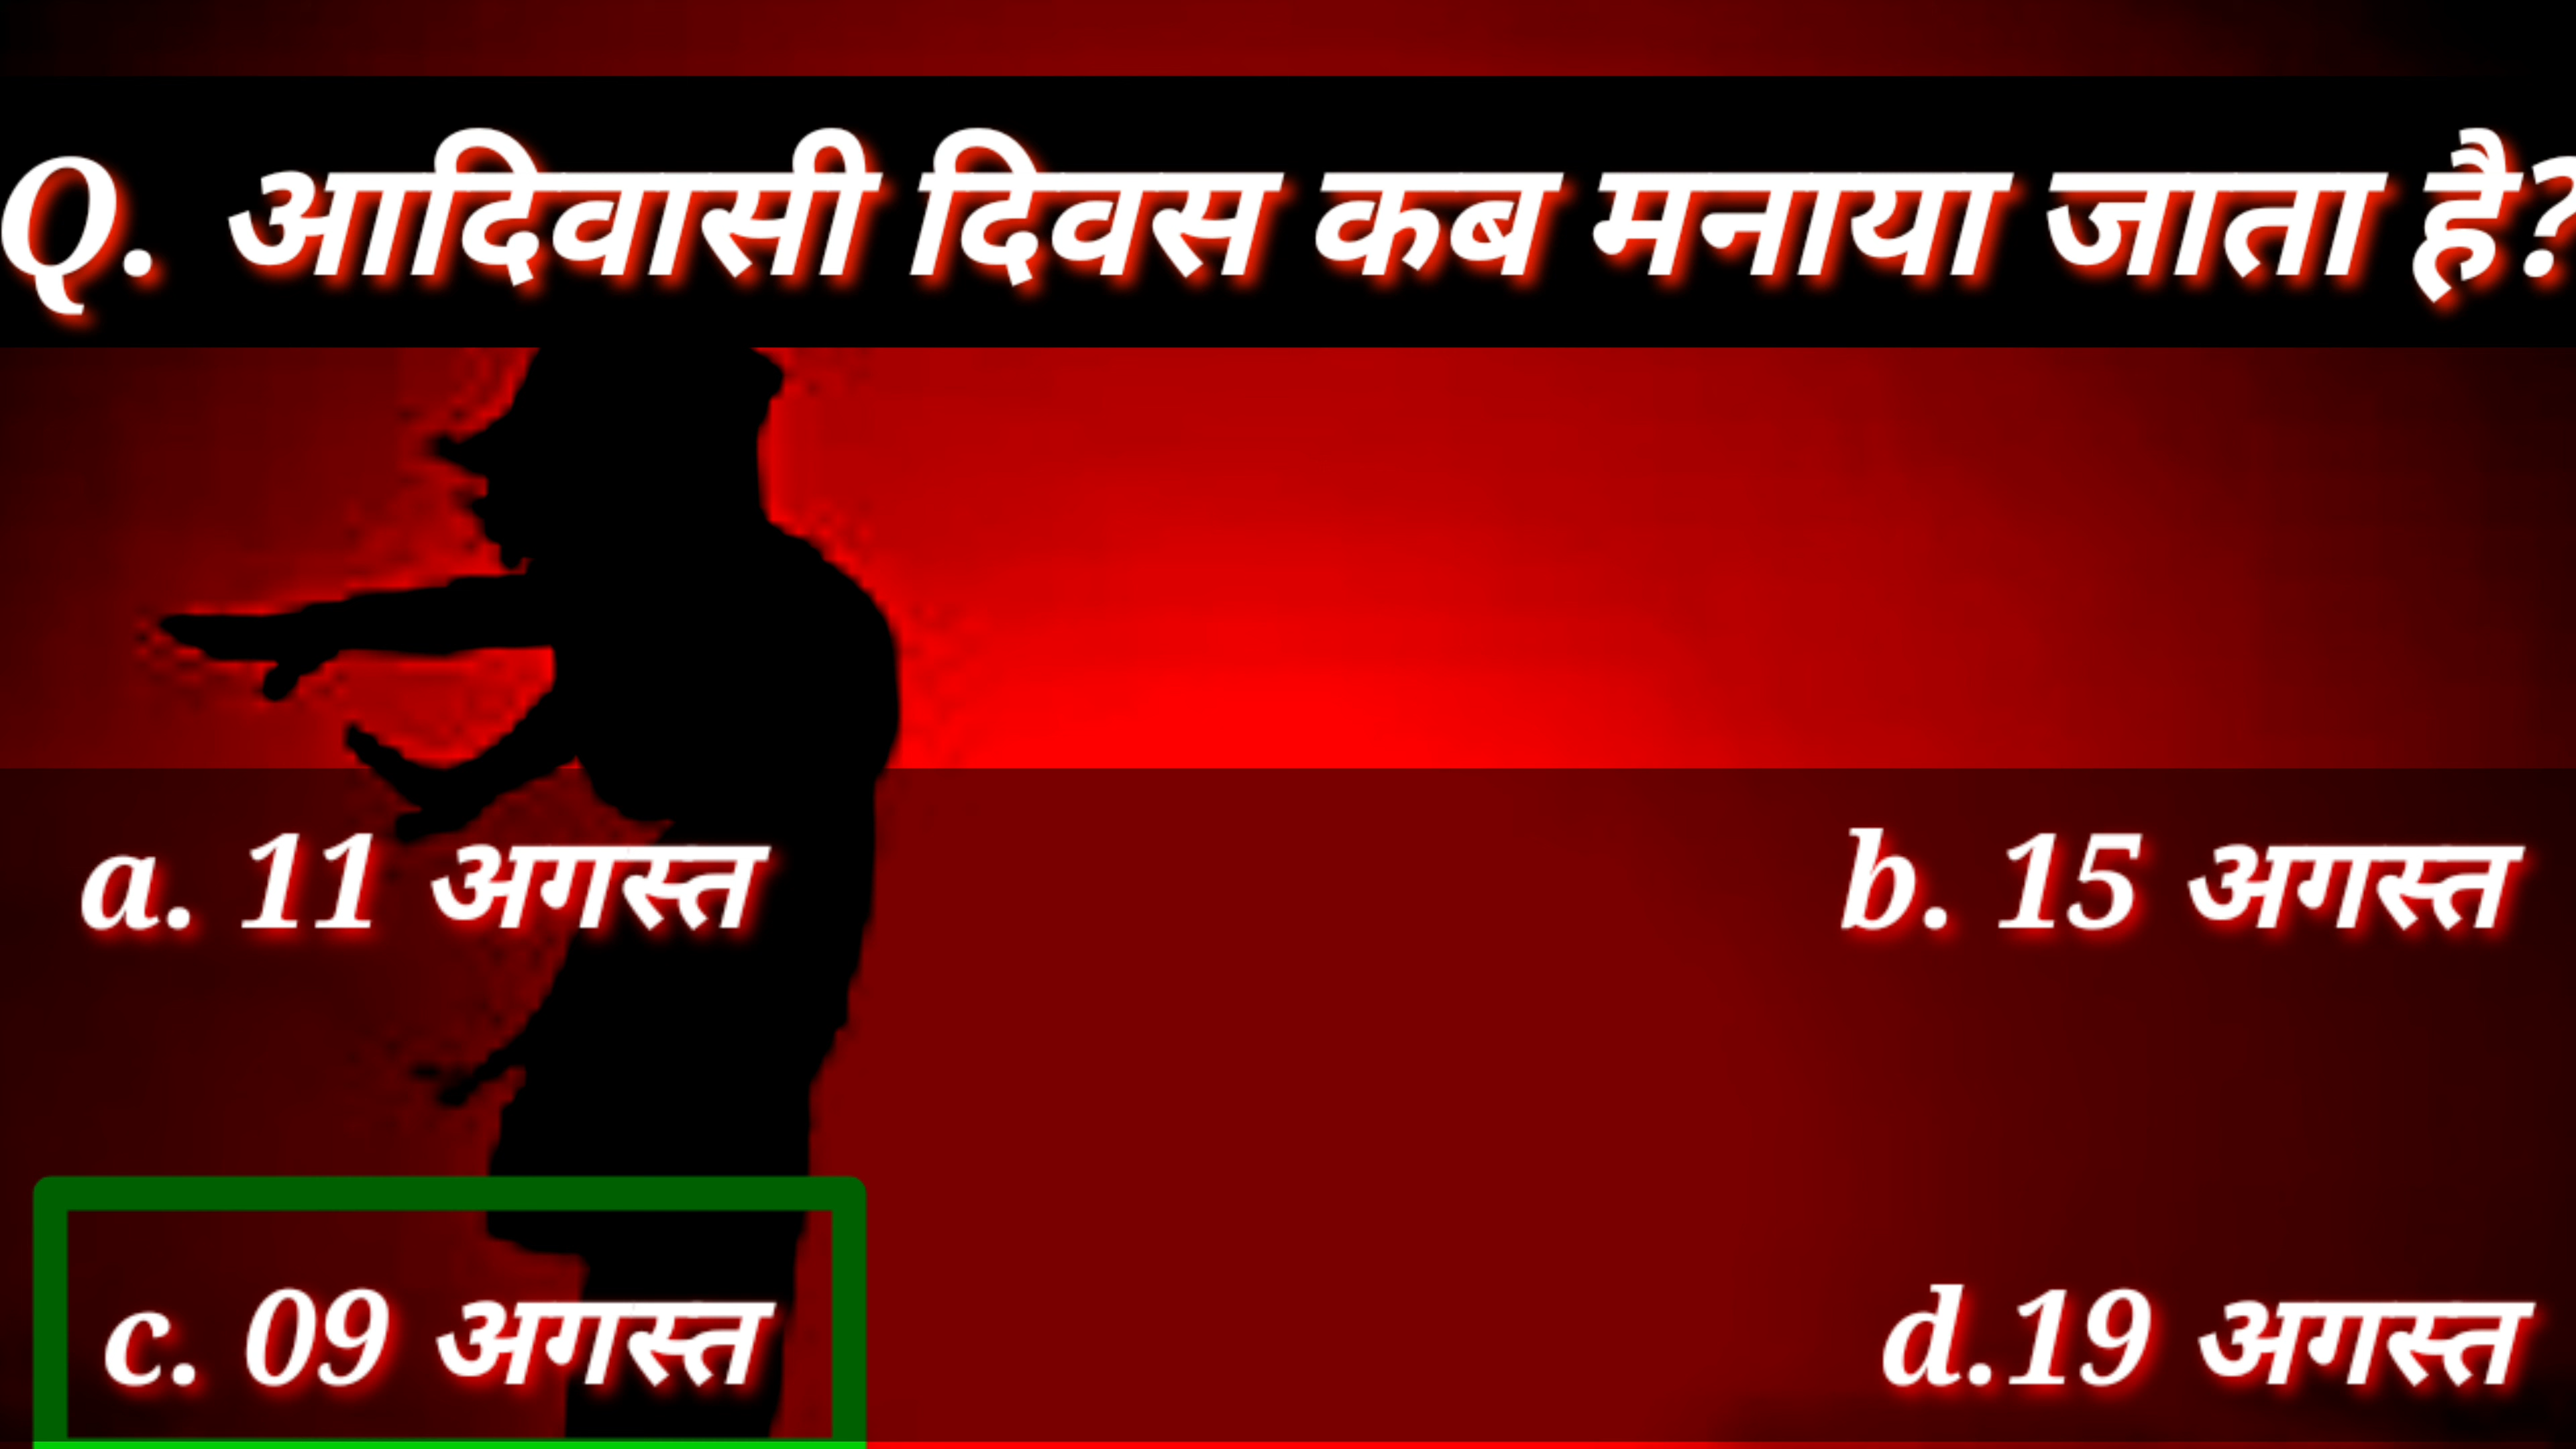 Q. आदिवासी दिवस कब मनाया जाता है?
a. 11 अगस्त
b. 15 अगस्त
c. 09 अगस्त
d.19 अगस्त